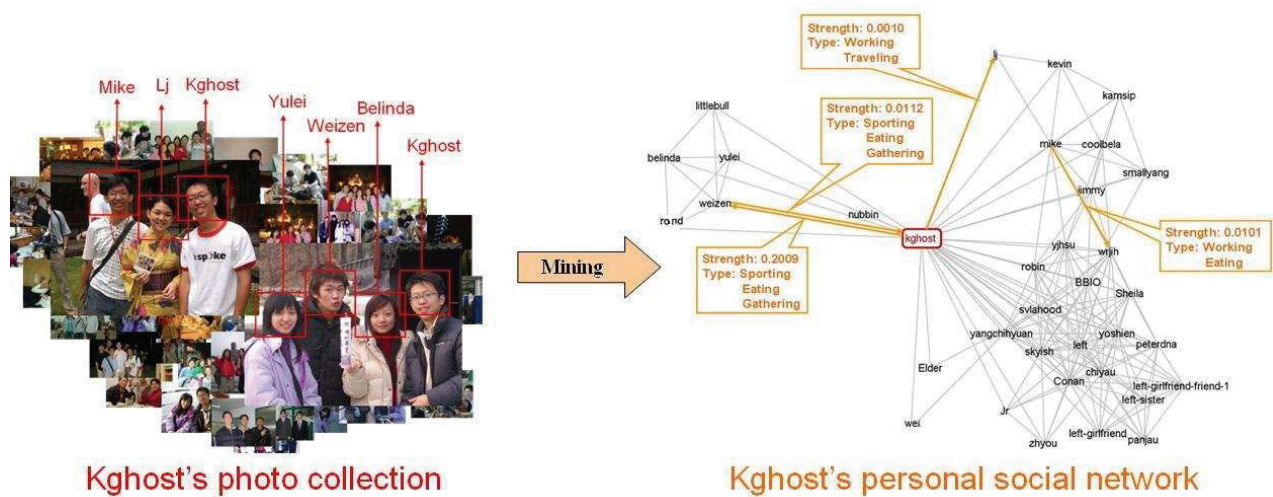 Mike
Lj
Kghost
Yulei
Weizen
Belinda
Kghost
Kghost's photo collection
Mining
Strength: 0.0010
Type: Working
Traveling
Strength: 0.0112
Type: Sporting
Eating
Gathering
Strength: 0.2009
Type: Sporting
Eating
Gathering
Strength: 0.0101
Type: Working
Eating
lj
kevin
kamsip
littlebull
mike
coolbela
belinda
yulei
smallyang
jimmy
weizen
nubbin
kghost
yjhsu
wrjih
robin
BBIO
Sheila
svlahood
yangchihyuan
yoshien
left
peterdna
skyish
Elder
chiyau
Conan
left-girlfriend-friend-1
left-sister
Jr
wei
left-girlfriend
zhyou
panjau
Kghost's personal social network